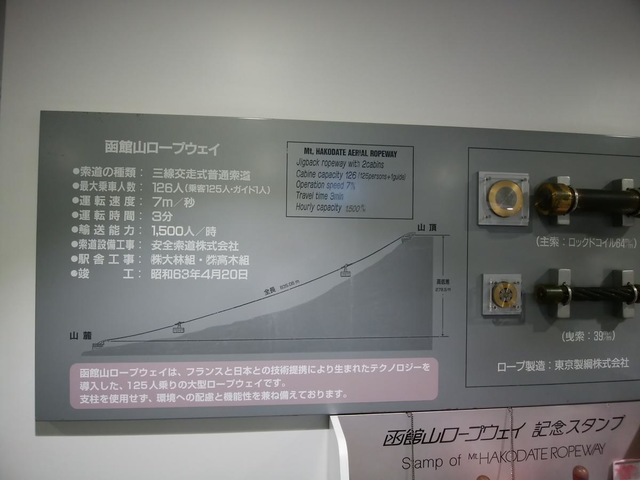 函館山ロープウェイ
●索道の種類： 三線交走式普通索道
●最大乗車人数： 126人(乗客125人・ガイド1人)
●運転速度： 7m／秒
●運転時間： 3分
●輸送能力： 1,500人／時
●索道設備工事： 安全索道株式会社
●駅舎工事： ㈱大林組・㈱高木組
●竣工： 昭和63年4月20日
Mt. HAKODATE AERIAL ROPEWAY
Jigback ropeway with 2cabins
Cabine capacity 126 (125persons+1guide)
Operation speed 7㎧
Travel time 3min
Hourly capacity 1,500
山頂
全長
高低差
山麓
函館山ロープウェイは、フランスと日本との技術提携により生まれたテクノロジーを
導入した、125人乗りの大型ロープウェイです。
支柱を使用せず、環境への配慮と機能性を兼ね備えております。
(主索：ロックドコイル64㎜)
(曳索：39㎜)
ロープ製造：東京製綱株式会社
函館山ロープウェイ 記念スタンプ
Stamp of Mt. HAKODATE ROPEWAY